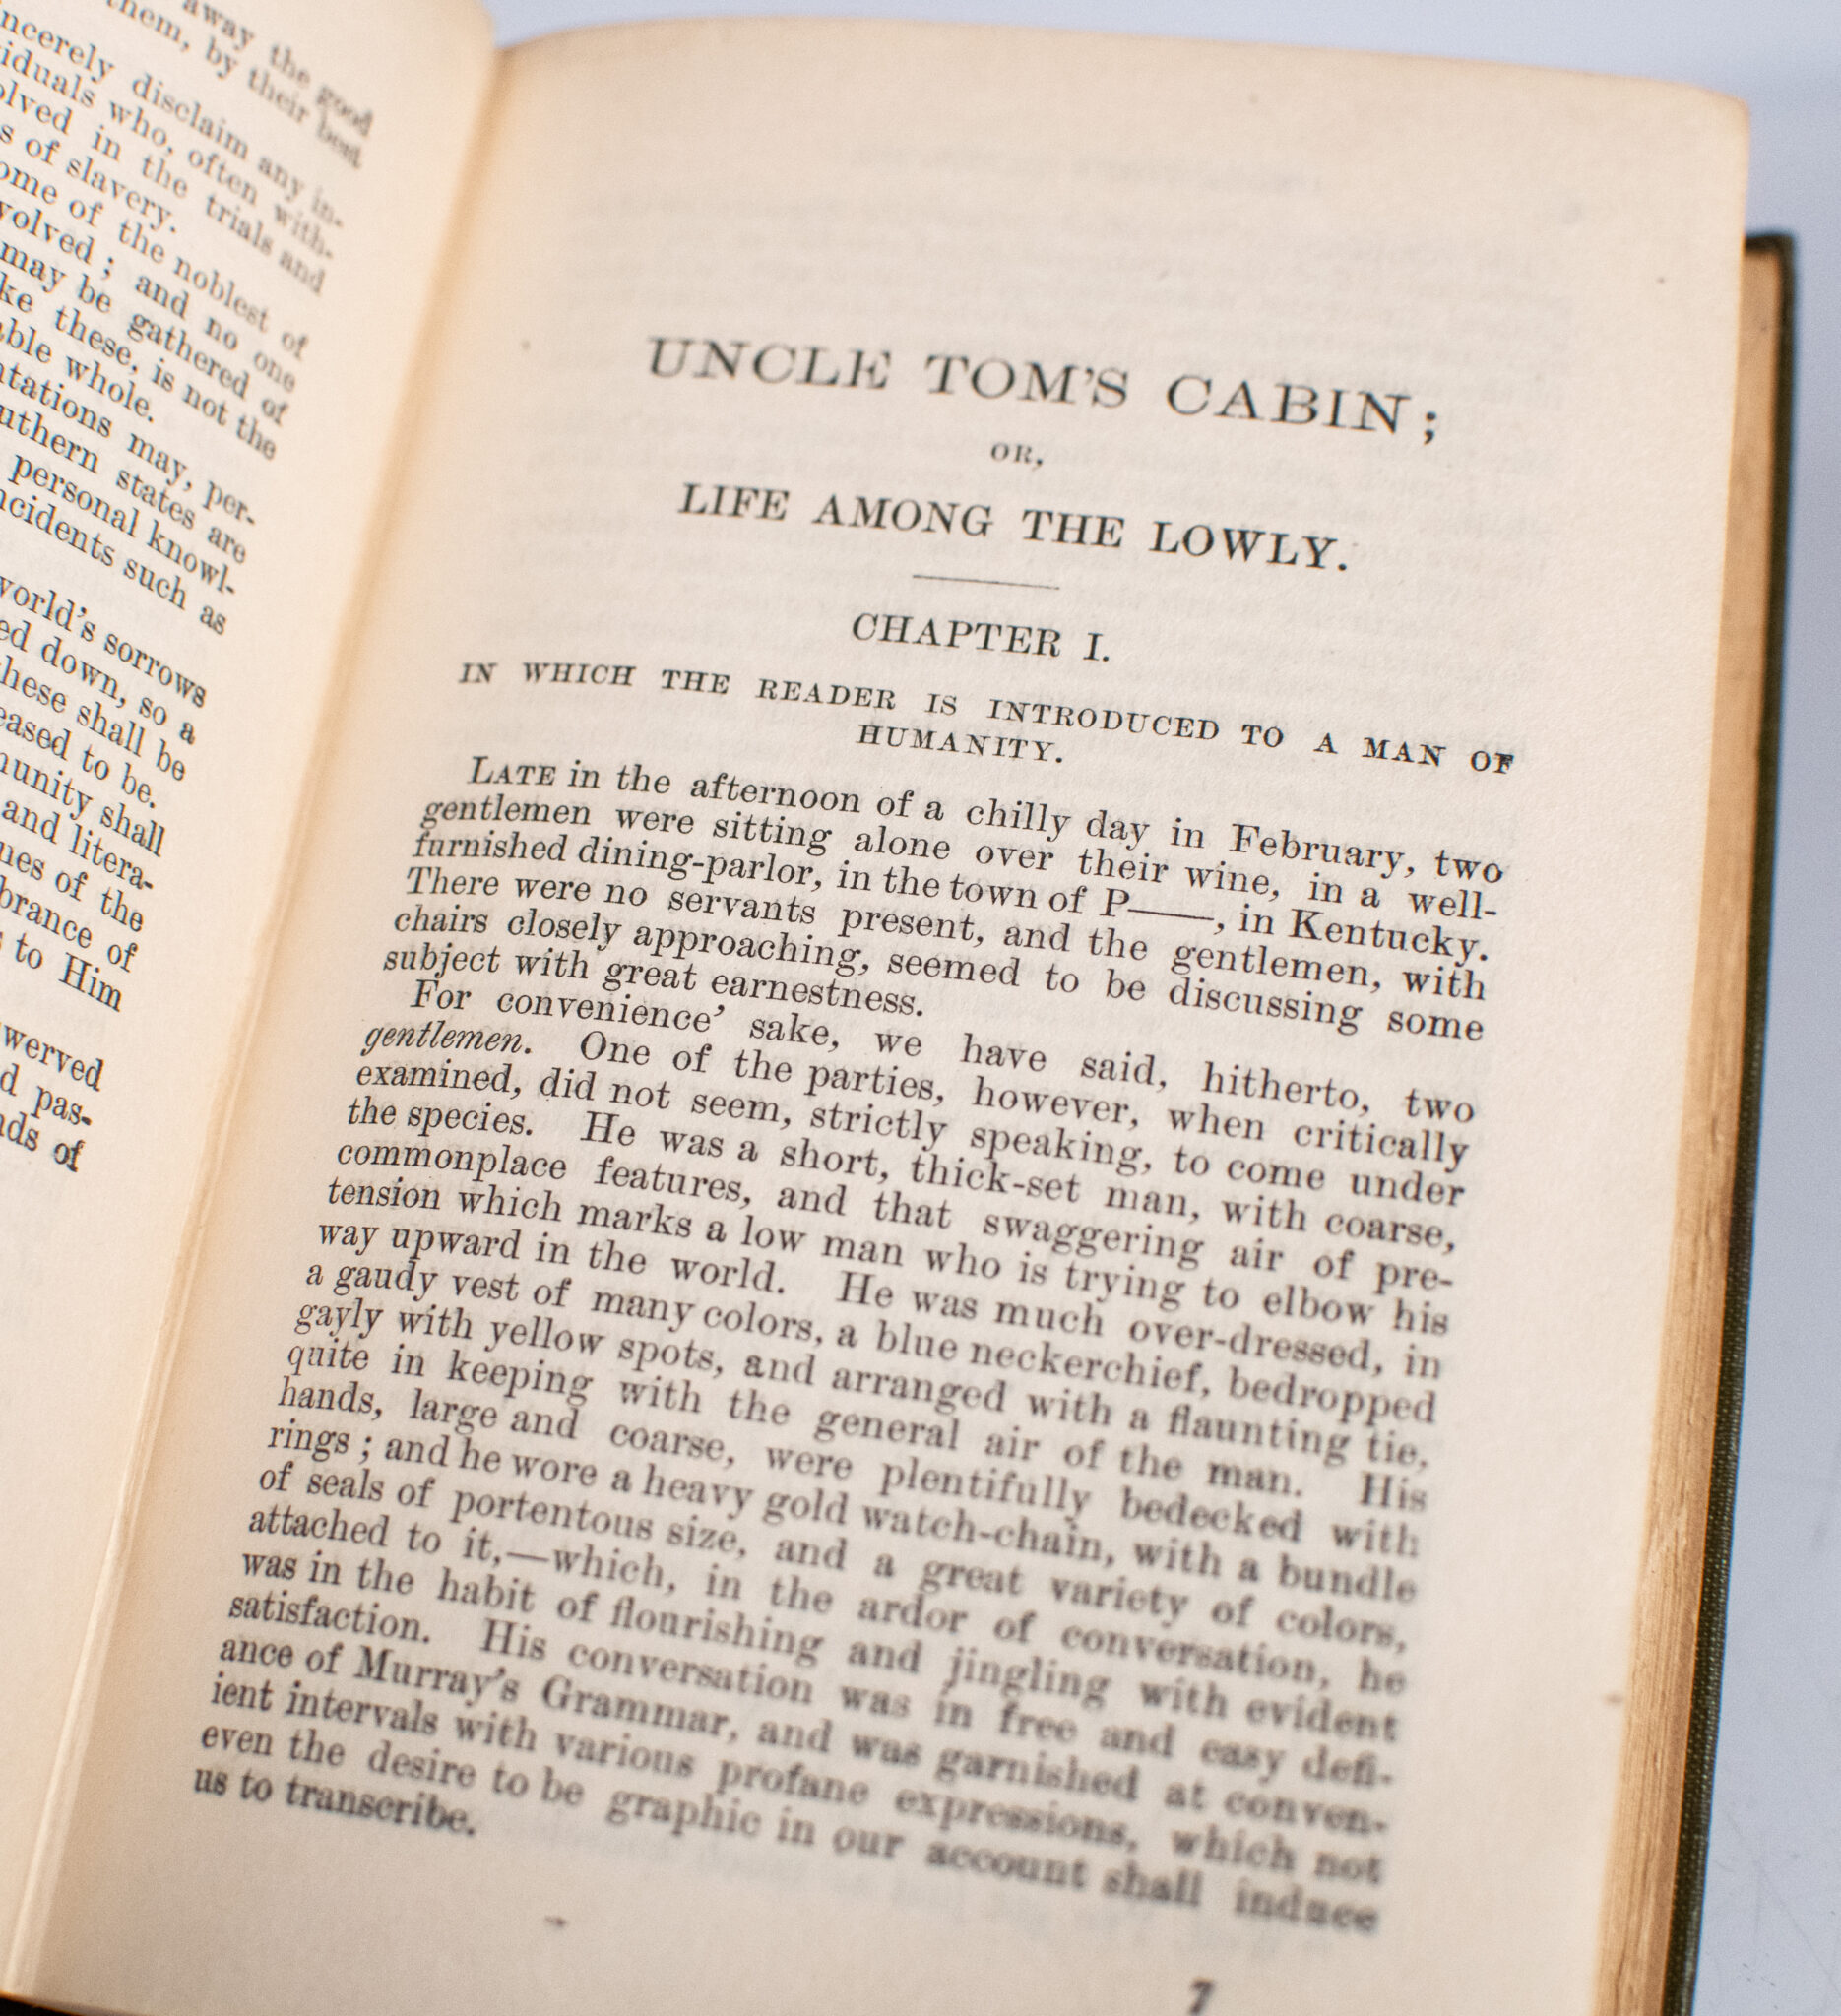 away the good
them, by their best
ncerely disclaim any in-
iduals who, often with-
olved in the trials and
s of slavery.
ome of the noblest of
volved ; and no one
may be gathered of
ke these, is not the
able whole.
ntations may, per-
uthern states are
personal knowl-
ncidents such as
world's sorrows
ed down, so a
these shall be
eased to be.
munity shall
and litera-
nes of the
brance of
to Him
werved
d pas-
nds of
UNCLE TOM'S CABIN ;
OR,
LIFE AMONG THE LOWLY.
CHAPTER I.
IN WHICH THE READER IS INTRODUCED TO A MAN OF
HUMANITY.
LATE in the afternoon of a chilly day in February, two
gentlemen were sitting alone over their wine, in a well-
furnished dining-parlor, in the town of P——, in Kentucky.
There were no servants present, and the gentlemen, with
chairs closely approaching, seemed to be discussing some
subject with great earnestness.
For convenience' sake, we have said, hitherto, two
gentlemen. One of the parties, however, when critically
examined, did not seem, strictly speaking, to come under
the species. He was a short, thick-set man, with coarse,
commonplace features, and that swaggering air of pre-
tension which marks a low man who is trying to elbow his
way upward in the world. He was much over-dressed, in
a gaudy vest of many colors, a blue neckerchief, bedropped
gayly with yellow spots, and arranged with a flaunting tie,
quite in keeping with the general air of the man. His
hands, large and coarse, were plentifully bedecked with
rings ; and he wore a heavy gold watch-chain, with a bundle
of seals of portentous size, and a great variety of colors,
attached to it,—which, in the ardor of conversation, he
was in the habit of flourishing and jingling with evident
satisfaction. His conversation was in free and easy defi-
ance of Murray's Grammar, and was garnished at conven-
ient intervals with various profane expressions, which not
even the desire to be graphic in our account shall induce
us to transcribe.
7